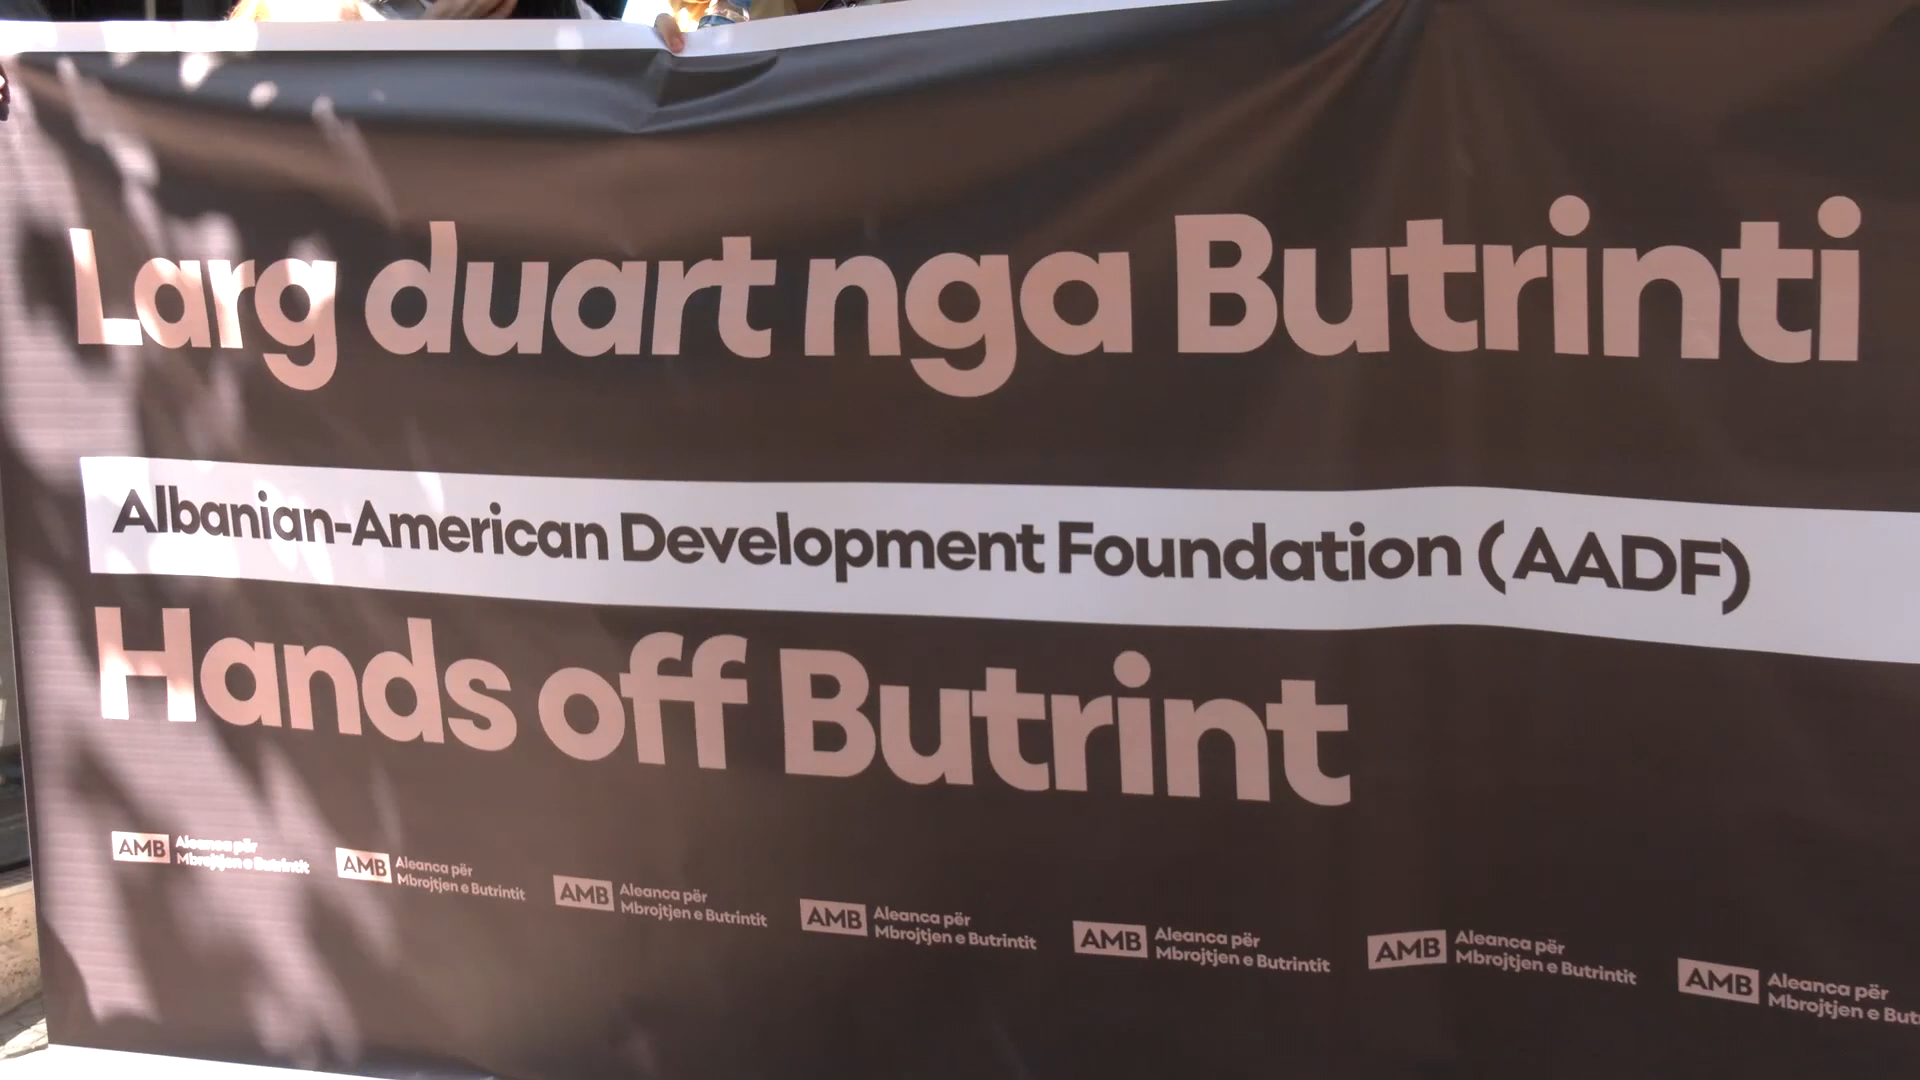 Larg duart nga Butrinti
Albanian-American Development Foundation (AADF)
Hands off Butrint
AMB Aleanca për
Mbrojtjen e Butrintit
AMB Aleanca për
Mbrojtjen e Butrintit
AMB Aleanca për
Mbrojtjen e Butrintit
AMB Aleanca për
Mbrojtjen e Butrintit
AMB Aleanca për
Mbrojtjen e Butrintit
AMB Aleanca për
Mbrojtjen e Butrintit
AMB Aleanca për
Mbrojtjen e But